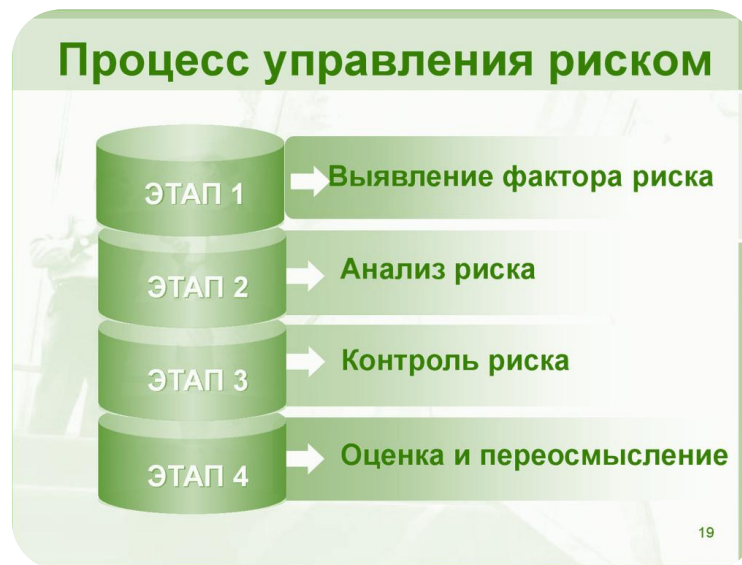 Процесс управления риском
ЭТАП 1
Выявление фактора риска
ЭТАП 2
Анализ риска
ЭТАП 3
Контроль риска
ЭТАП 4
Оценка и переосмысление
19